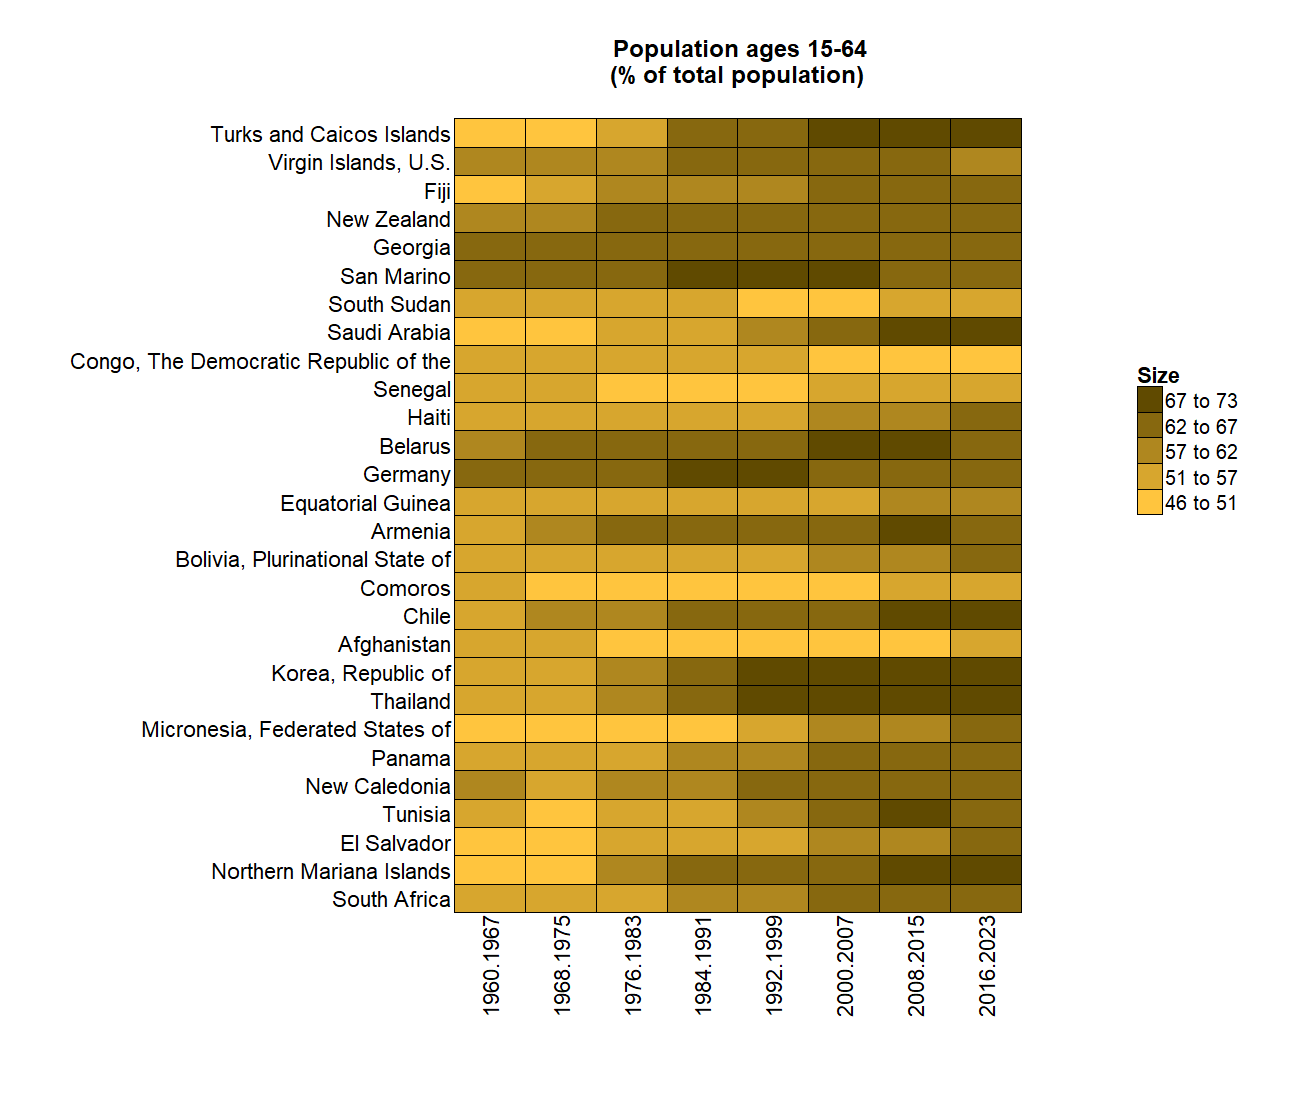 Population ages 15-64
(% of total population)
Turks and Caicos Islands
Virgin Islands, U.S.
Fiji
New Zealand
Georgia
San Marino
South Sudan
Saudi Arabia
Congo, The Democratic Republic of the
Senegal
Haiti
Belarus
Germany
Equatorial Guinea
Armenia
Bolivia, Plurinational State of
Comoros
Chile
Afghanistan
Korea, Republic of
Thailand
Micronesia, Federated States of
Panama
New Caledonia
Tunisia
El Salvador
Northern Mariana Islands
South Africa
1960.1967
1968.1975
1976.1983
1984.1991
1992.1999
2000.2007
2008.2015
2016.2023
Size
67 to 73
62 to 67
57 to 62
51 to 57
46 to 51